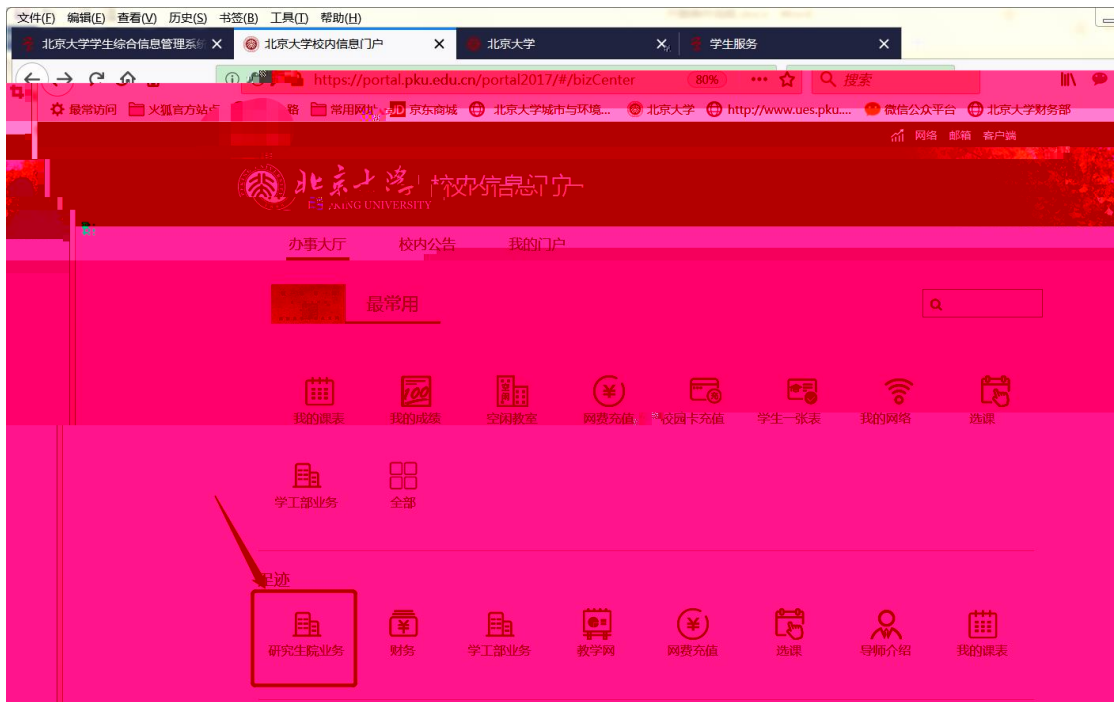 文件(F) 编辑(E) 查看(V) 历史(S) 书签(B) 工具(T) 帮助(H)
北京大学学生综合信息管理系统 北京大学校内信息门户 北京大学 学生服务
https://portal.pku.edu.cn/portal2017/#/bizCenter 80% 搜索
最常访问 火狐官方站点 常用网址 JD 京东商城 北京大学城市与环境... 北京大学 http://www.ues.pku.... 微信公众平台 北京大学财务部
网络 邮箱 客户端
北京大学 校内信息门户
PEKING UNIVERSITY
办事大厅 校内公告 我的门户
最常用
我的课表 我的成绩 空闲教室 网费充值 校园卡充值 学生一张表 我的网络 选课
学工部业务 全部
足迹
研究生院业务 财务 学工部业务 教学网 网费充值 选课 导师介绍 我的课表